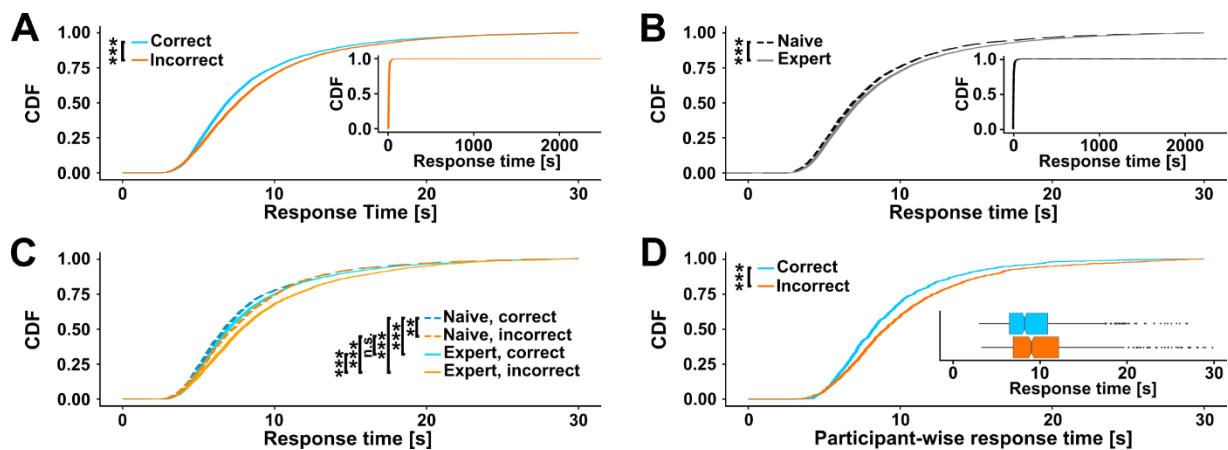 A
CDF
1.00
0.75
0.50
0.25
0.00
*** Correct
Incorrect
CDF
1.0
0.5
0.0
0 1000 2000
Response time [s]
0 10 20 30
Response Time [s]
B
CDF
1.00
0.75
0.50
0.25
0.00
*** Naive
Expert
CDF
1.0
0.5
0.0
0 1000 2000
Response time [s]
0 10 20 30
Response time [s]
C
CDF
1.00
0.75
0.50
0.25
0.00
Naive, correct
Naive, incorrect
Expert, correct
Expert, incorrect
n.s.
0 10 20 30
Response time [s]
D
CDF
1.00
0.75
0.50
0.25
0.00
*** Correct
Incorrect
0 10 20 30
Response time [s]
0 10 20 30
Participant-wise response time [s]